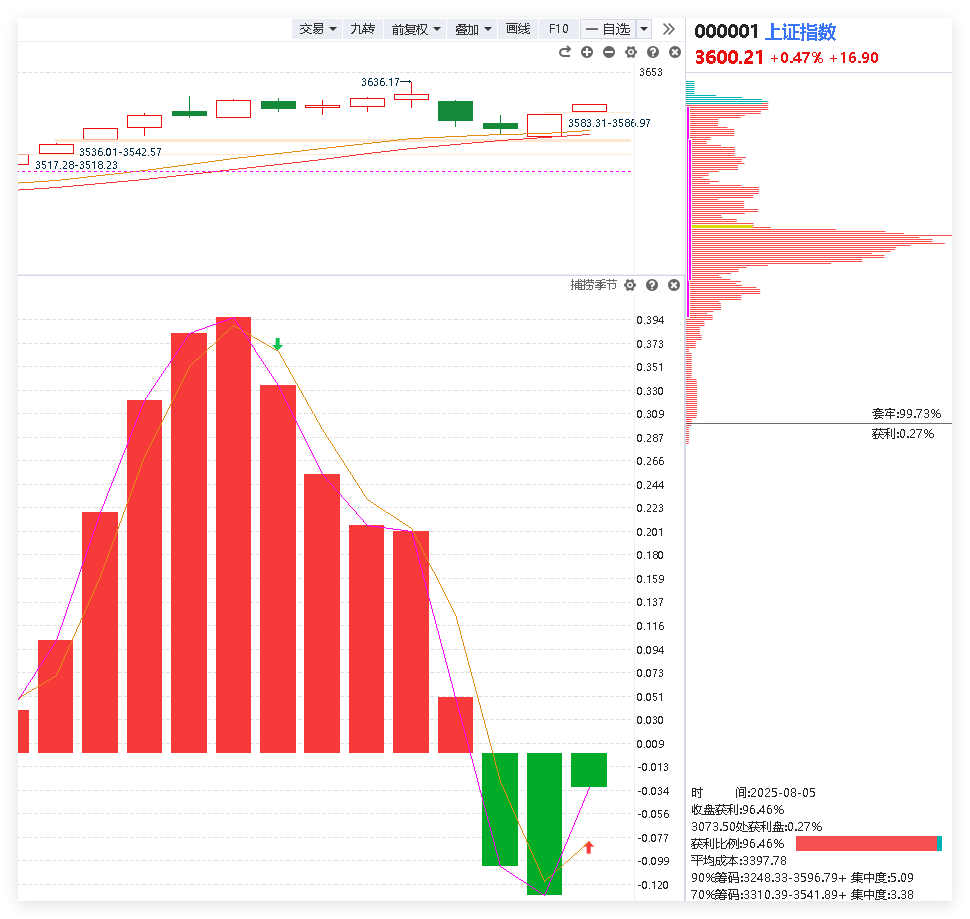 交易 九转 前复权 叠加 画线 F10 一 自选
000001 上证指数
3600.21 +0.47% +16.90
3653
3636.17
3583.31-3586.97
3536.01-3542.57
3517.28-3518.23
捕捞季节
0.394
0.373
0.351
0.330
0.309
0.287
0.266
0.244
0.223
0.201
0.180
0.159
0.137
0.116
0.094
0.073
0.051
0.030
0.009
-0.013
-0.034
-0.056
-0.077
-0.099
-0.120
套牢:99.73%
获利:0.27%
时 间:2025-08-05
收盘获利:96.46%
3073.50处获利盘:0.27%
获利比例:96.46%
平均成本:3397.78
90%筹码:3248.33-3596.79+ 集中度:5.09
70%筹码:3310.39-3541.89+ 集中度:3.38